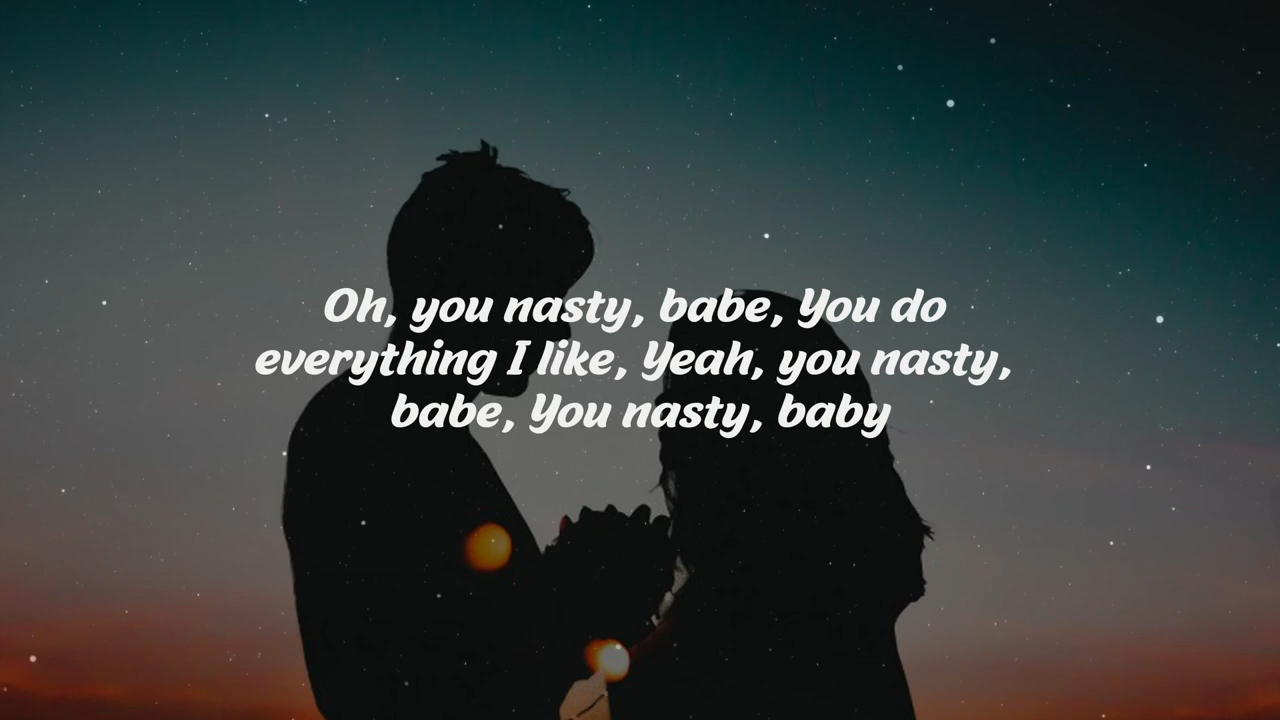 Oh, you nasty, babe, You do
everything I like, Yeah, you nasty,
babe, You nasty, baby